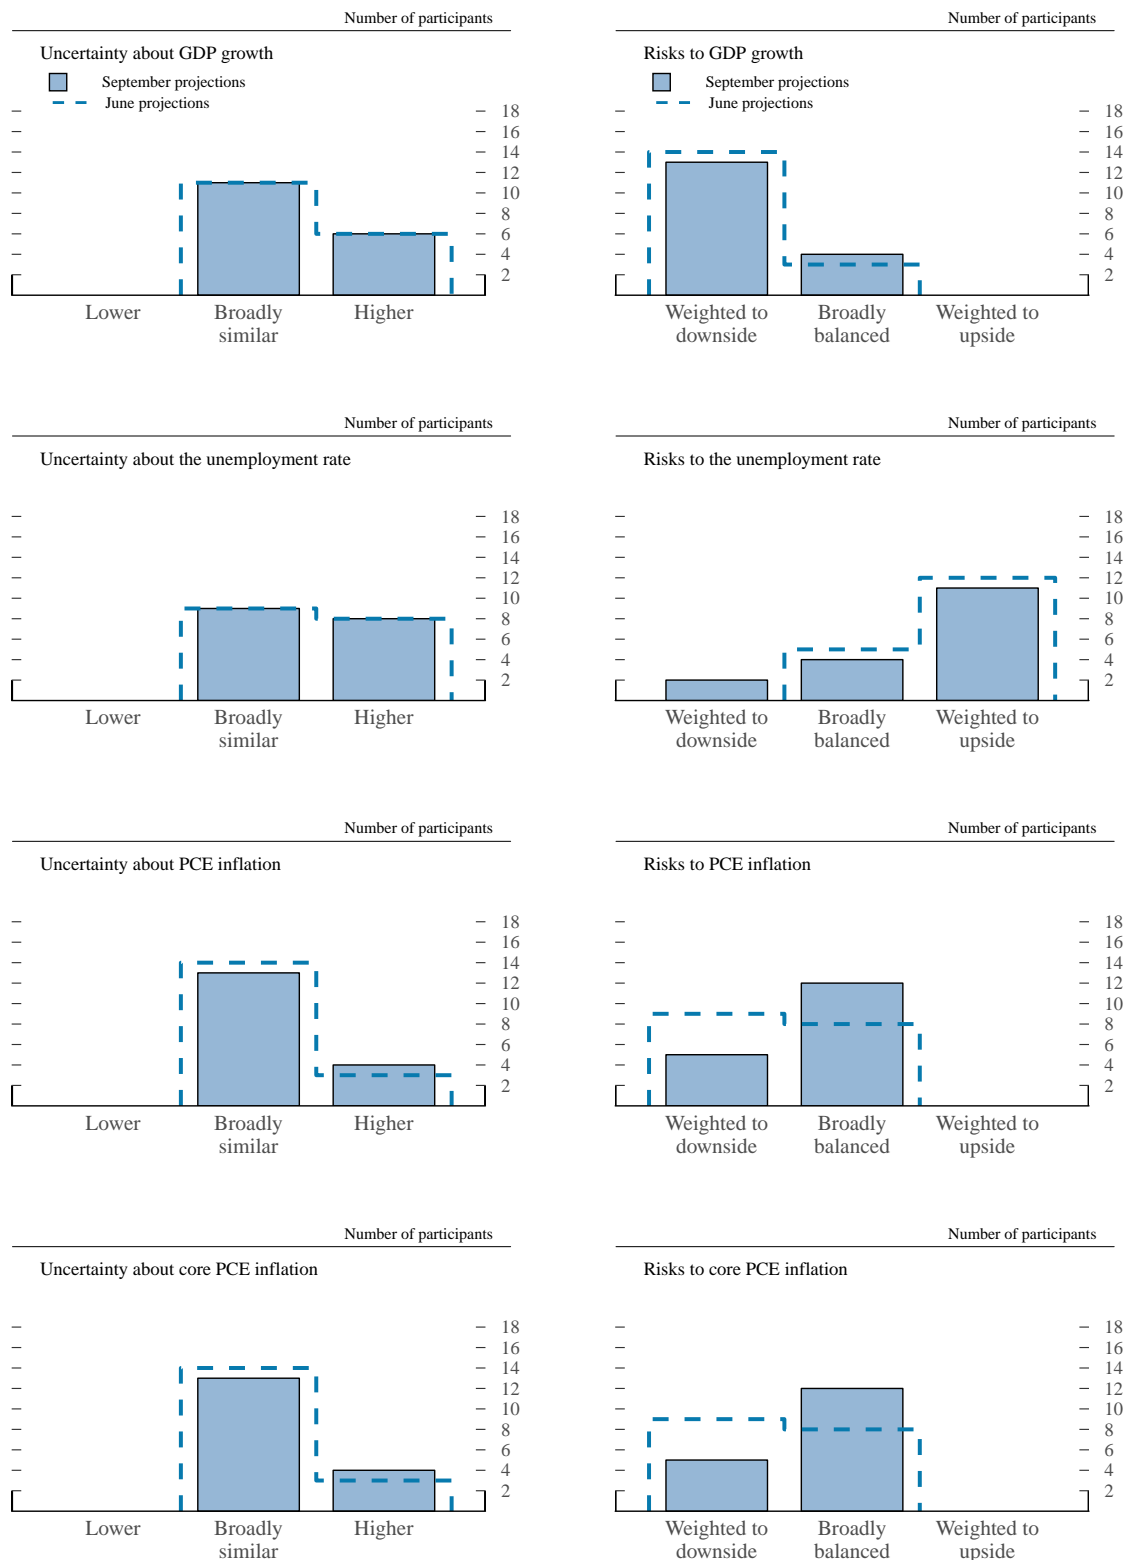 Number of participants
Uncertainty about GDP growth
September projections
June projections
18
16
14
12
10
8
6
4
2
Lower
Broadly
similar
Higher
Number of participants
Risks to GDP growth
September projections
June projections
18
16
14
12
10
8
6
4
2
Weighted to
downside
Broadly
balanced
Weighted to
upside
Number of participants
Uncertainty about the unemployment rate
18
16
14
12
10
8
6
4
2
Lower
Broadly
similar
Higher
Number of participants
Risks to the unemployment rate
18
16
14
12
10
8
6
4
2
Weighted to
downside
Broadly
balanced
Weighted to
upside
Number of participants
Uncertainty about PCE inflation
18
16
14
12
10
8
6
4
2
Lower
Broadly
similar
Higher
Number of participants
Risks to PCE inflation
18
16
14
12
10
8
6
4
2
Weighted to
downside
Broadly
balanced
Weighted to
upside
Number of participants
Uncertainty about core PCE inflation
18
16
14
12
10
8
6
4
2
Lower
Broadly
similar
Higher
Number of participants
Risks to core PCE inflation
18
16
14
12
10
8
6
4
2
Weighted to
downside
Broadly
balanced
Weighted to
upside